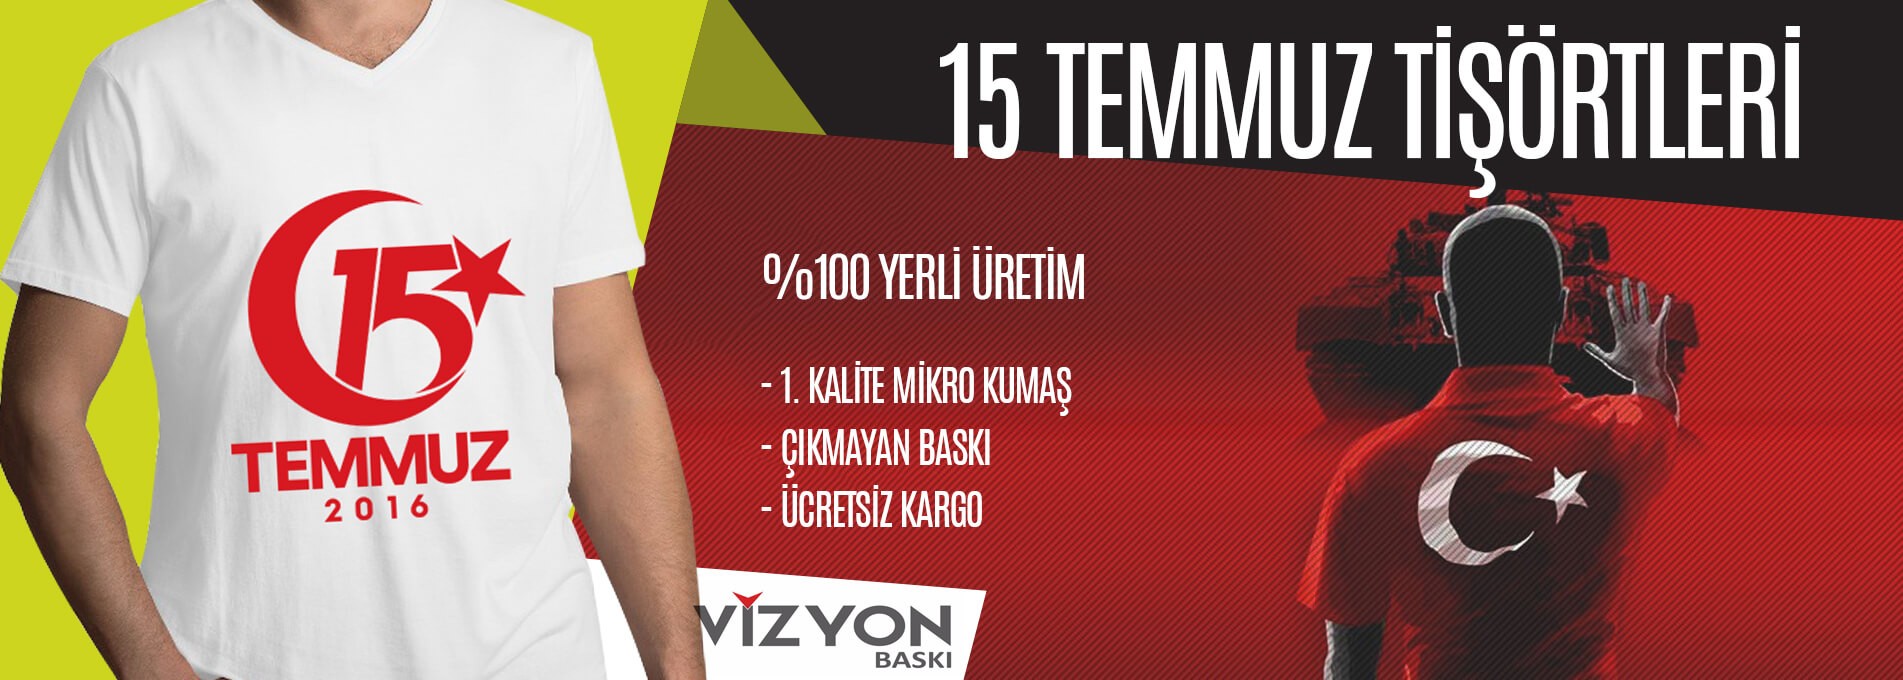 15 TEMMUZ TİŞÖRTLERİ
15
TEMMUZ
2016
%100 YERLİ ÜRETİM
- 1. KALİTE MİKRO KUMAŞ
- ÇIKMAYAN BASKI
- ÜCRETSİZ KARGO
VİZYON
BASKI